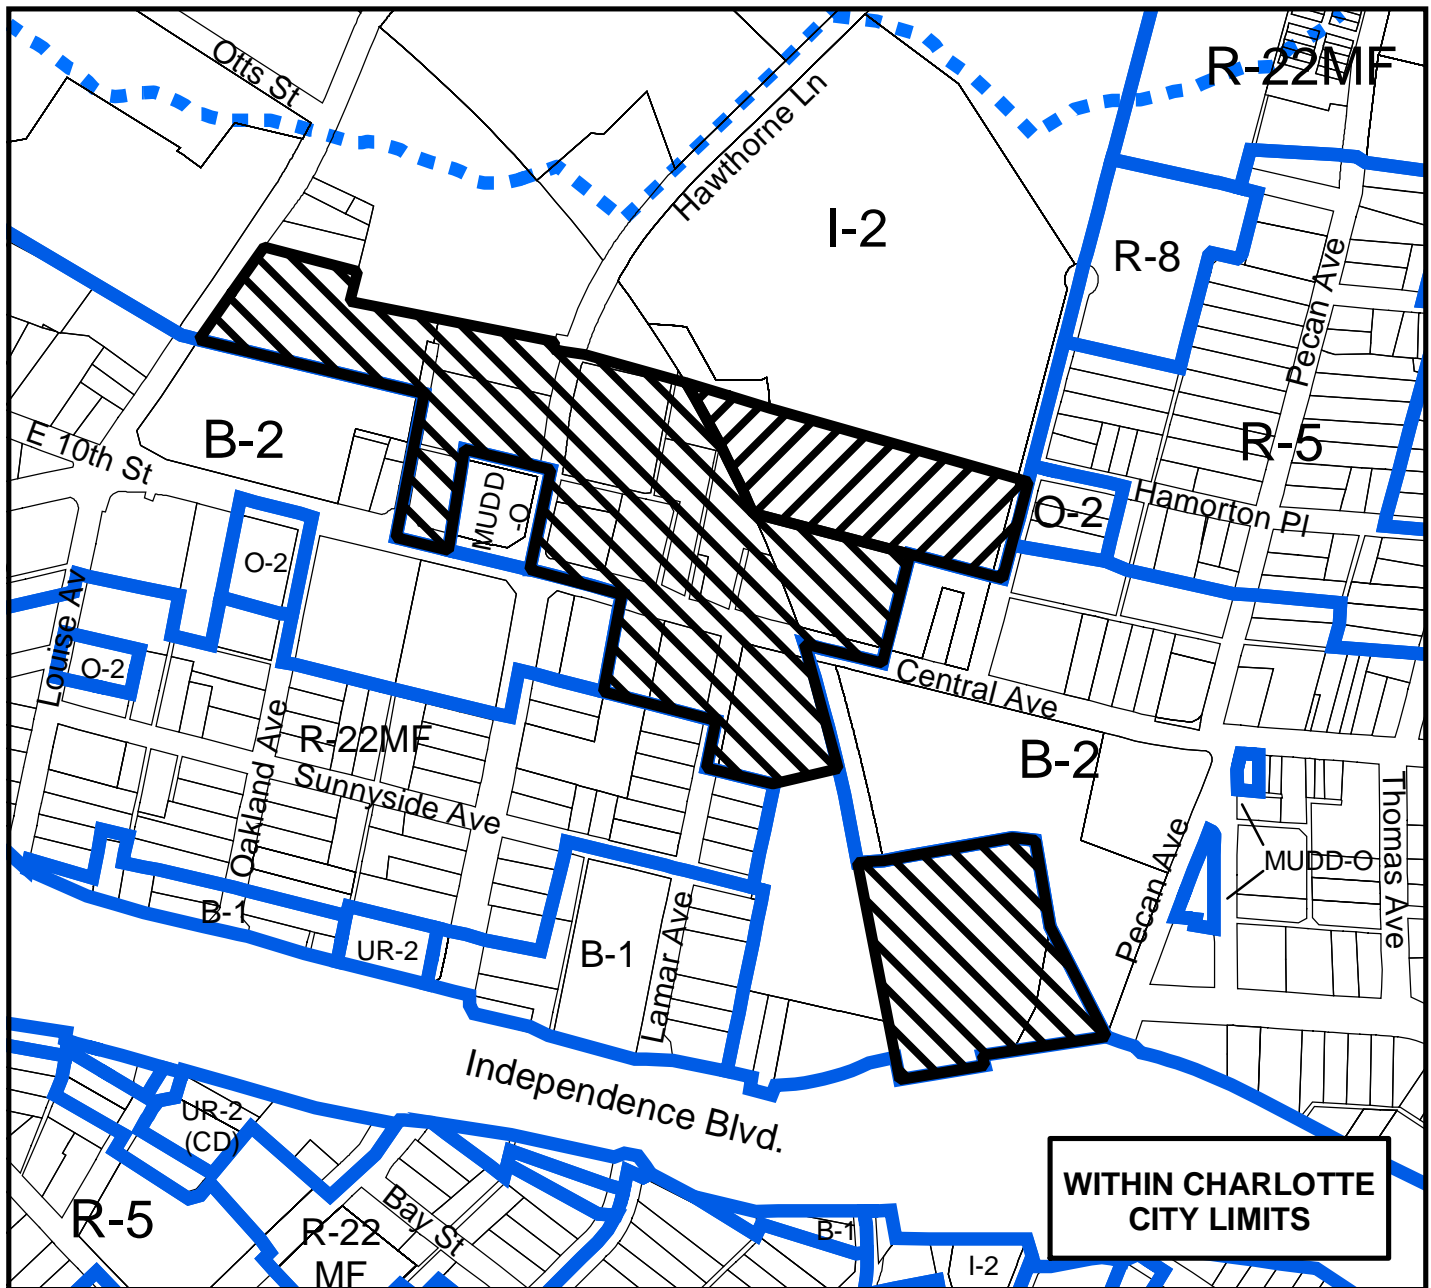 Otts St
R-22MF
Hawthorne Ln
I-2
R-8
Pecan Ave
B-2
E 10th St
R-5
MUDD
-O
O-2
Hamorton Pl
O-2
Louise Av
O-2
Central Ave
Oakland Ave
R-22MF
Sunnyside Ave
B-2
Thomas Ave
Pecan Ave
MUDD-O
B-1
UR-2
B-1
Lamar Ave
Independence Blvd.
UR-2
(CD)
R-5
R-22
MF
Bay St
B-1
I-2
WITHIN CHARLOTTE
CITY LIMITS